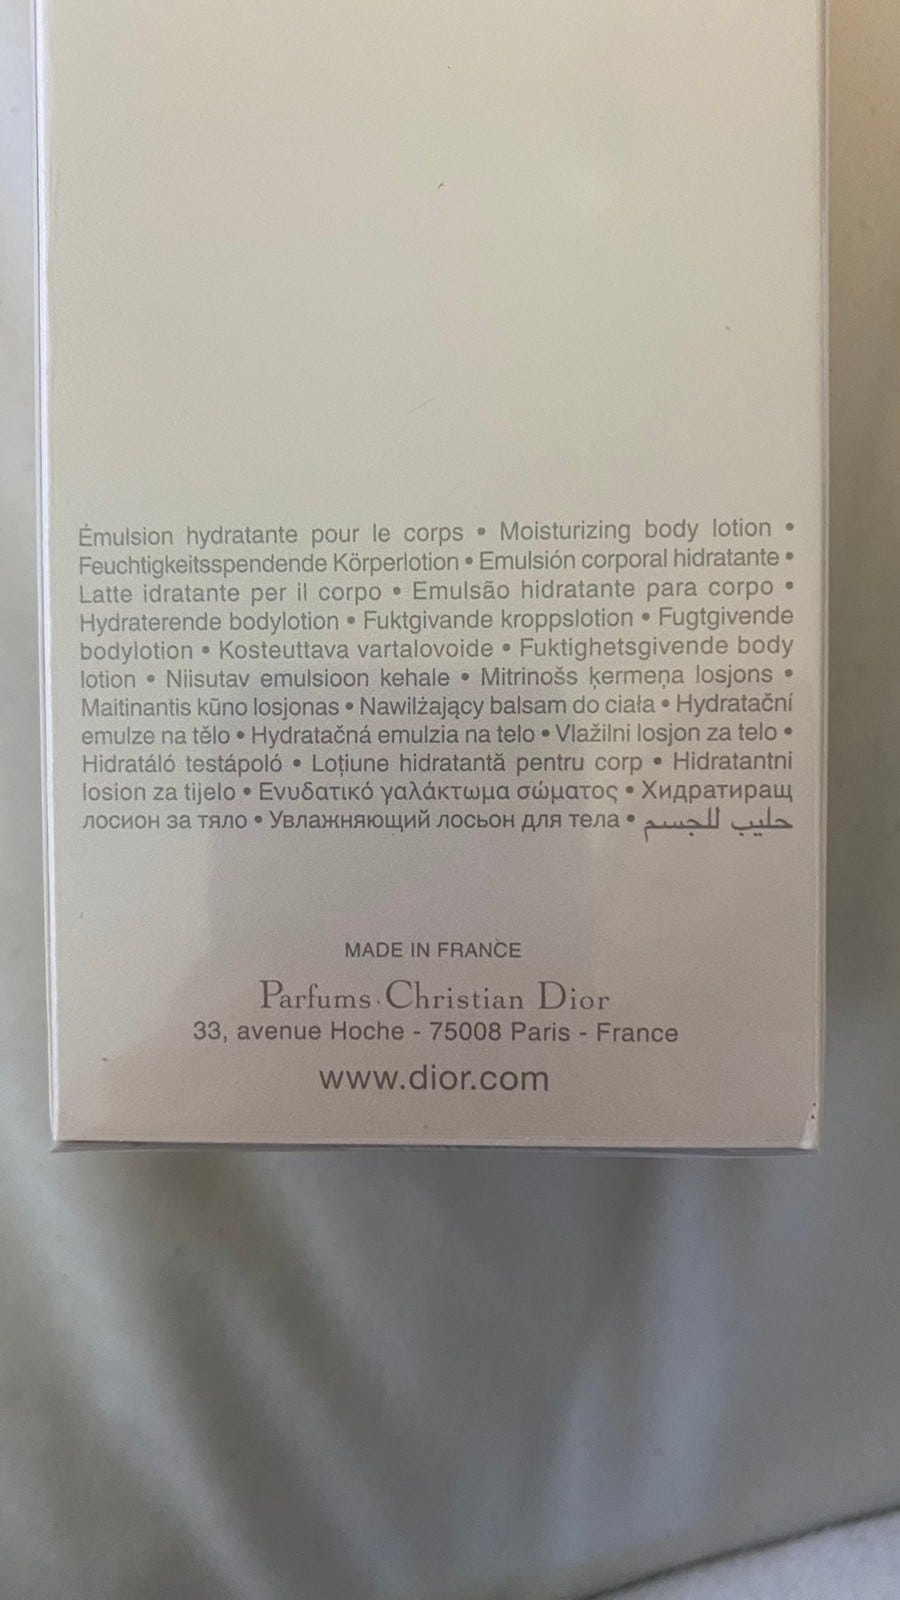 Émulsion hydratante pour le corps • Moisturizing body lotion •
Feuchtigkeitsspendende Körperlotion • Emulsión corporal hidratante •
Latte idratante per il corpo • Emulsão hidratante para corpo •
Hydraterende bodylotion • Fuktgivande kroppslotion • Fugtgivende
bodylotion • Kosteuttava vartalovoide • Fuktighetsgivende body
lotion • Niisutav emulsioon kehale • Mitrinošs ķermeņa losjons •
Maitinantis kūno losjonas • Nawilżający balsam do ciała • Hydratační
emulze na tělo • Hydratačná emulzia na telo • Vlažilni losjon za telo •
Hidratáló testápoló • Loțiune hidratantă pentru corp • Hidratantni
losion za tijelo • Ενυδατικό γαλάκτωμα σώματος • Хидратиращ
лосион за тяло • Увлажняющий лосьон для тела • حليب للجسم
MADE IN FRANCE
Parfums Christian Dior
33, avenue Hoche - 75008 Paris - France
www.dior.com